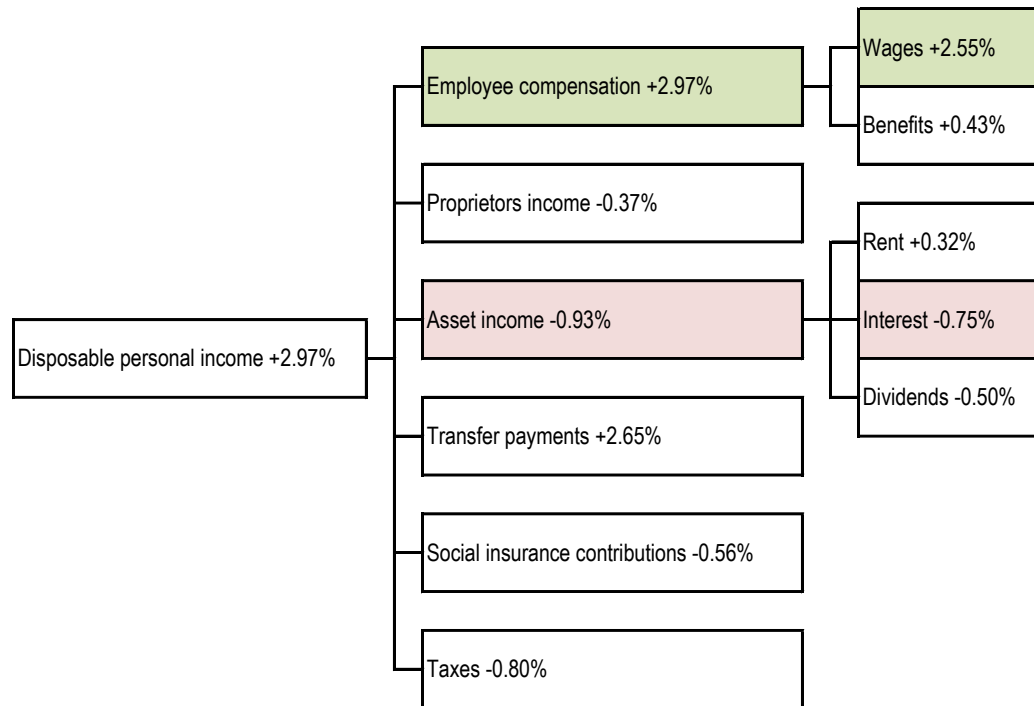 Disposable personal income +2.97%
Employee compensation +2.97%
Wages +2.55%
Benefits +0.43%
Proprietors income -0.37%
Asset income -0.93%
Rent +0.32%
Interest -0.75%
Dividends -0.50%
Transfer payments +2.65%
Social insurance contributions -0.56%
Taxes -0.80%